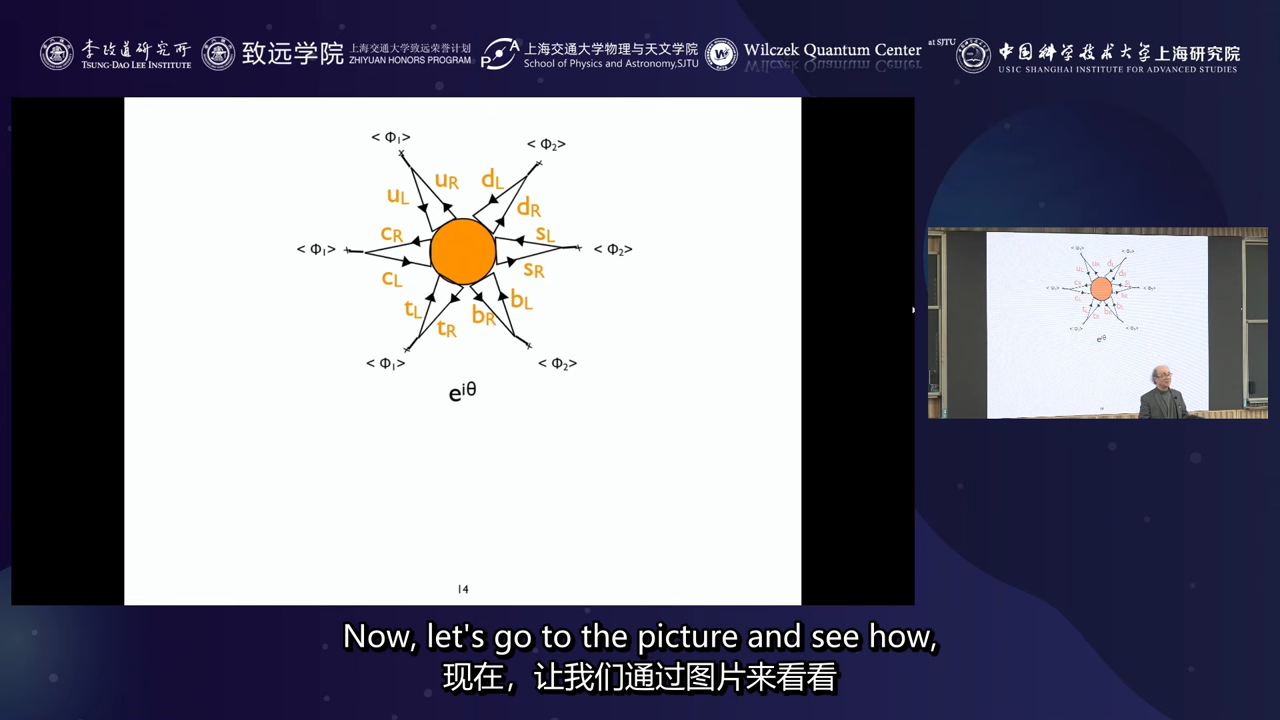 李政道研究所
TSUNG-DAO LEE INSTITUTE
致远学院
上海交通大学致远荣誉计划
ZHIYUAN HONORS PROGRAM
PA
上海交通大学物理与天文学院
School of Physics and Astronomy,SJTU
W
Wilczek Quantum Center
at SJTU
中国科学技术大学上海研究院
USTC SHANGHAI INSTITUTE FOR ADVANCED STUDIES
< Φ1>
< Φ2>
uL
uR
dL
dR
cR
sL
< Φ1>
< Φ2>
cL
sR
tL
tR
bR
bL
< Φ1>
< Φ2>
e^iθ
14
Now, let's go to the picture and see how,
现在，让我们通过图片来看看